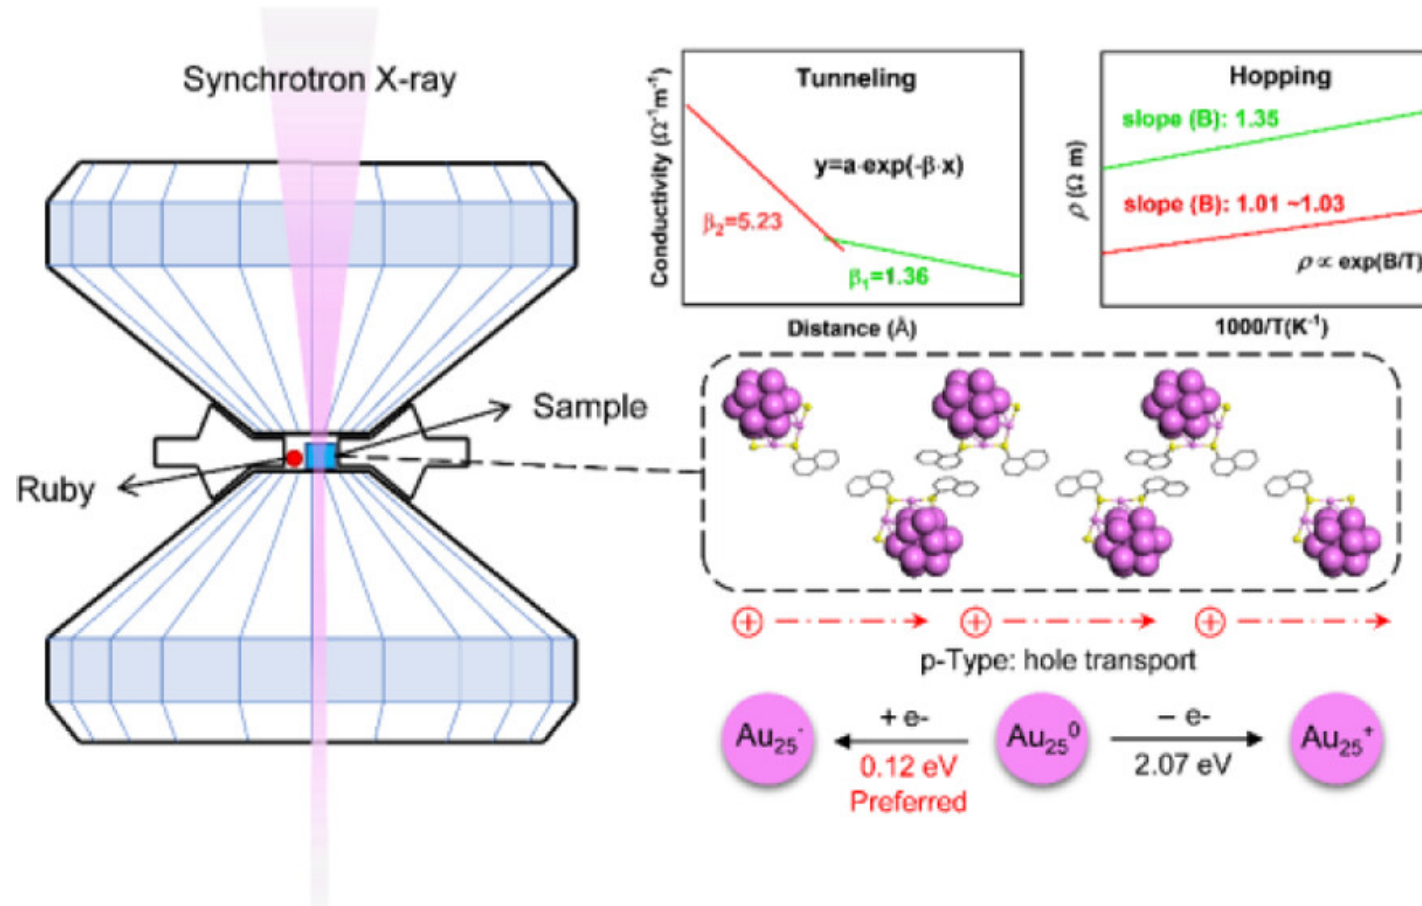 Synchrotron X-ray
Sample
Ruby
Tunneling
y=a·exp(-β·x)
β₂=5.23
β₁=1.36
Conductivity (Ω⁻¹m⁻¹)
Distance (Å)
Hopping
slope (B): 1.35
slope (B): 1.01 ~1.03
ρ ∝ exp(B/T)
ρ (Ω m)
1000/T(K⁻¹)
p-Type: hole transport
Au₂₅⁻
+ e-
0.12 eV
Preferred
Au₂₅⁰
– e-
2.07 eV
Au₂₅⁺